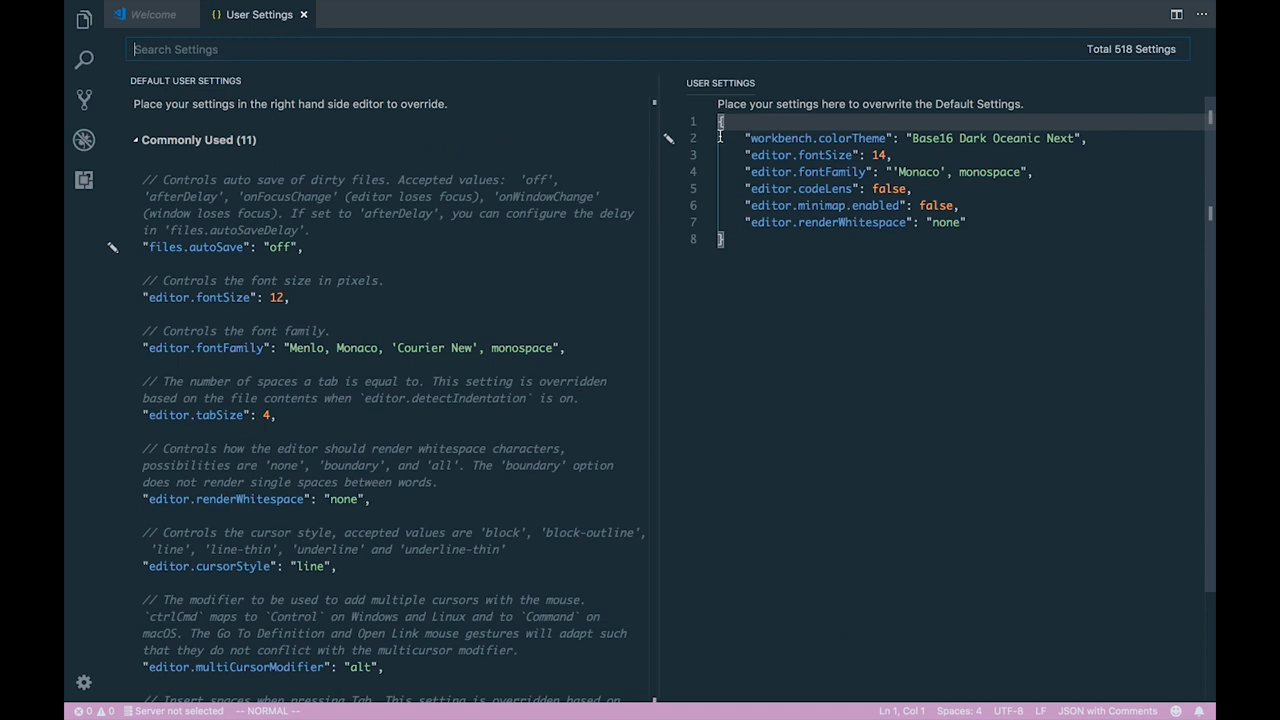 Welcome
{ } User Settings ×
Search Settings
Total 518 Settings
DEFAULT USER SETTINGS
Place your settings in the right hand side editor to override.
Commonly Used (11)
// Controls auto save of dirty files. Accepted values:  'off',
'afterDelay', 'onFocusChange' (editor loses focus), 'onWindowChange'
(window loses focus). If set to 'afterDelay', you can configure the delay
in 'files.autoSaveDelay'.
"files.autoSave": "off",
// Controls the font size in pixels.
"editor.fontSize": 12,
// Controls the font family.
"editor.fontFamily": "Menlo, Monaco, 'Courier New', monospace",
// The number of spaces a tab is equal to. This setting is overridden
based on the file contents when `editor.detectIndentation` is on.
"editor.tabSize": 4,
// Controls how the editor should render whitespace characters,
possibilities are 'none', 'boundary', and 'all'. The 'boundary' option
does not render single spaces between words.
"editor.renderWhitespace": "none",
// Controls the cursor style, accepted values are 'block', 'block-outline',
'line', 'line-thin', 'underline' and 'underline-thin'
"editor.cursorStyle": "line",
// The modifier to be used to add multiple cursors with the mouse.
`ctrlCmd` maps to `Control` on Windows and Linux and to `Command` on
macOS. The Go To Definition and Open Link mouse gestures will adapt such
that they do not conflict with the multicursor modifier.
"editor.multiCursorModifier": "alt",
// Insert spaces when pressing Tab. This setting is overridden based on
USER SETTINGS
Place your settings here to overwrite the Default Settings.
1 {
2 "workbench.colorTheme": "Base16 Dark Oceanic Next",
3 "editor.fontSize": 14,
4 "editor.fontFamily": "'Monaco', monospace",
5 "editor.codeLens": false,
6 "editor.minimap.enabled": false,
7 "editor.renderWhitespace": "none"
8 }
0 0 Server not selected -- NORMAL -- Ln 1, Col 1 Spaces: 4 UTF-8 LF JSON with Comments